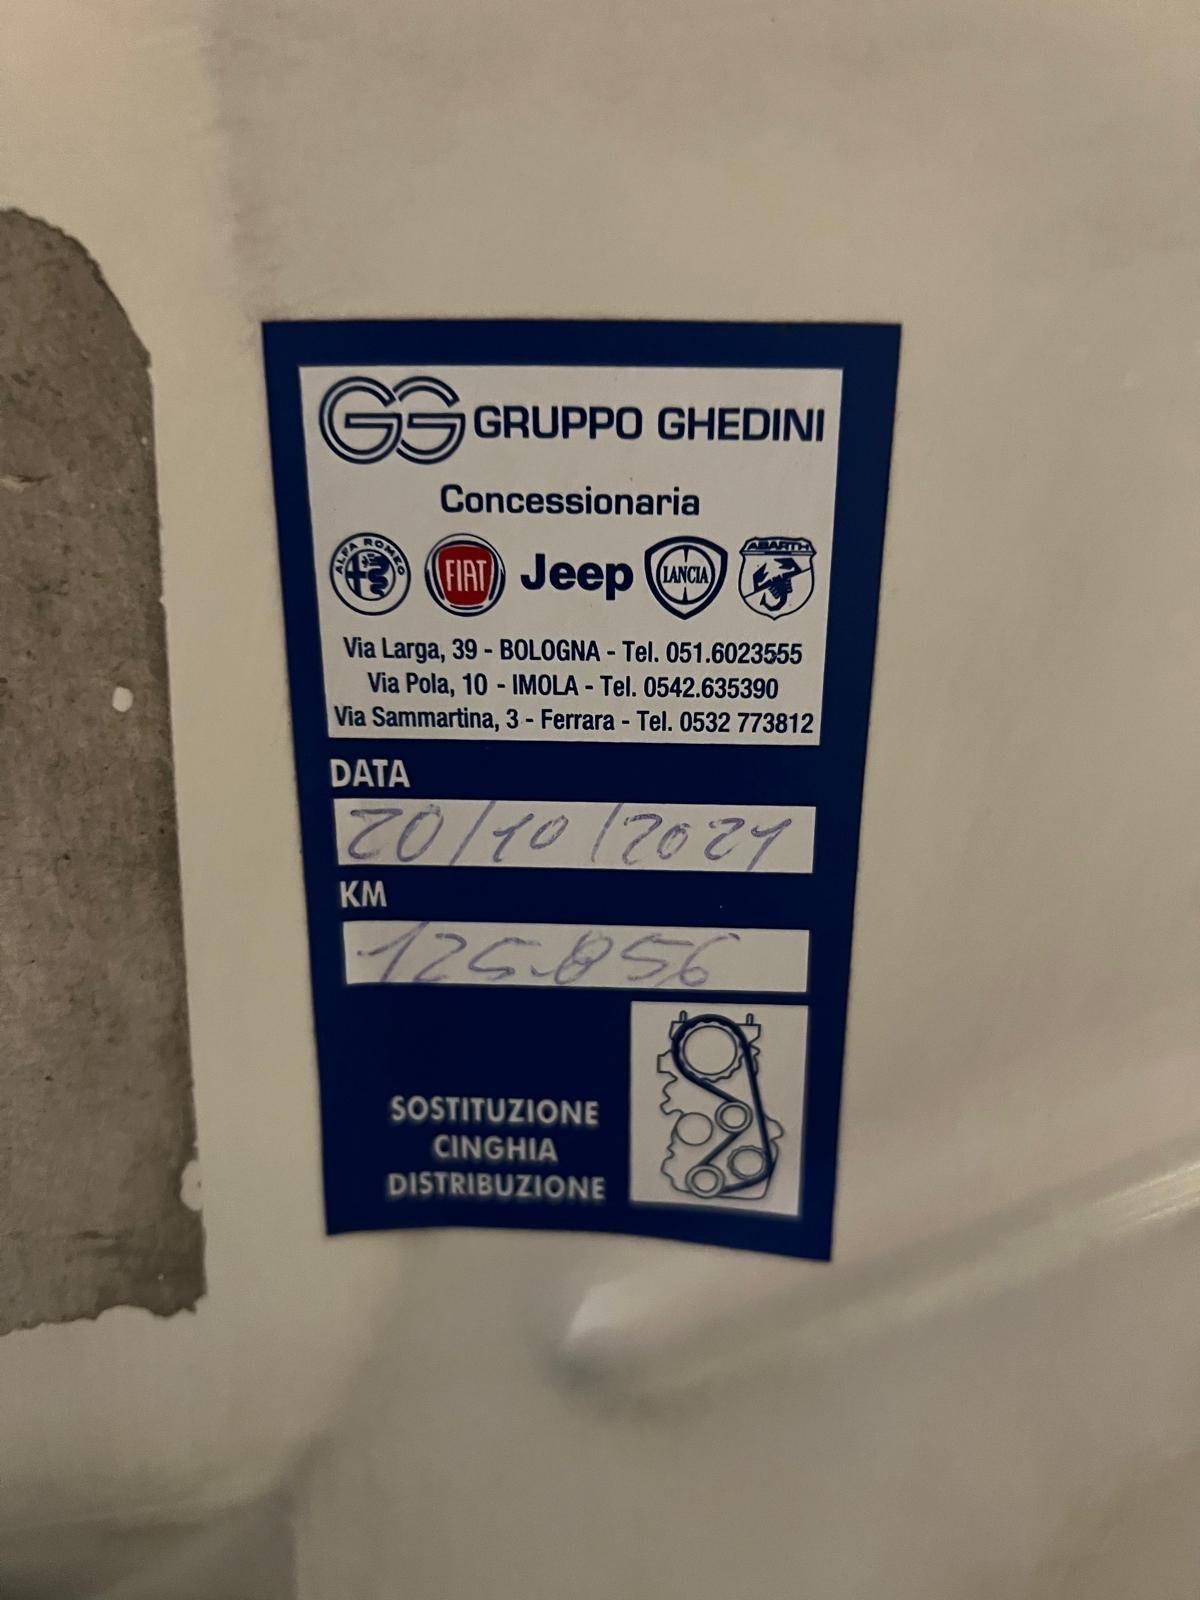 GS GRUPPO GHEDINI
Concessionaria
ALFA ROMEO FIAT Jeep LANCIA ABARTH
Via Larga, 39 - BOLOGNA - Tel. 051.6023555
Via Pola, 10 - IMOLA - Tel. 0542.635390
Via Sammartina, 3 - Ferrara - Tel. 0532 773812
DATA
20/10/2021
KM
125.856
SOSTITUZIONE
CINGHIA
DISTRIBUZIONE